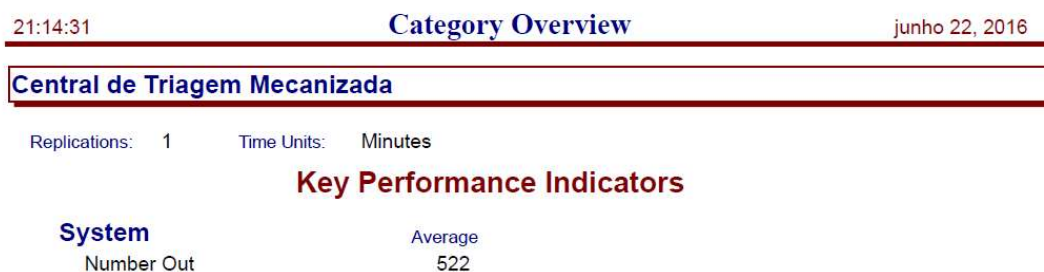 21:14:31 Category Overview junho 22, 2016
Central de Triagem Mecanizada
Replications: 1 Time Units: Minutes
Key Performance Indicators
System Average
Number Out 522